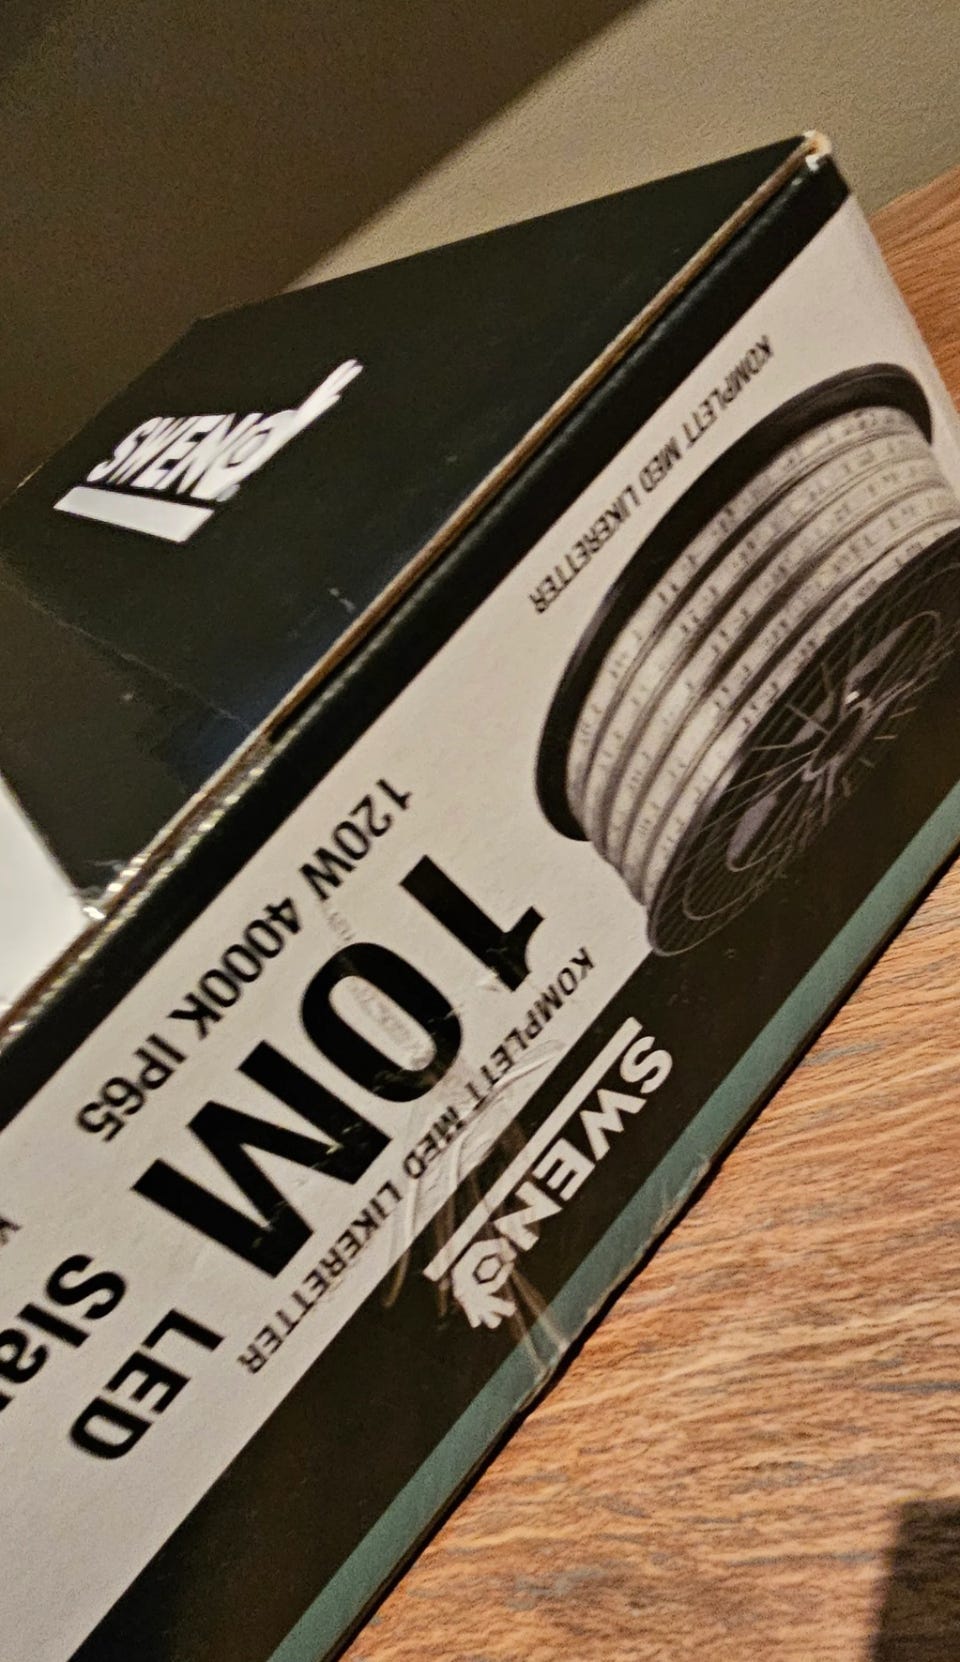 SWENO
KOMPLETT MED LIKERETTER
SWENO
KOMPLETT MED LIKERETTER
10M LED
120W 4000K IP65